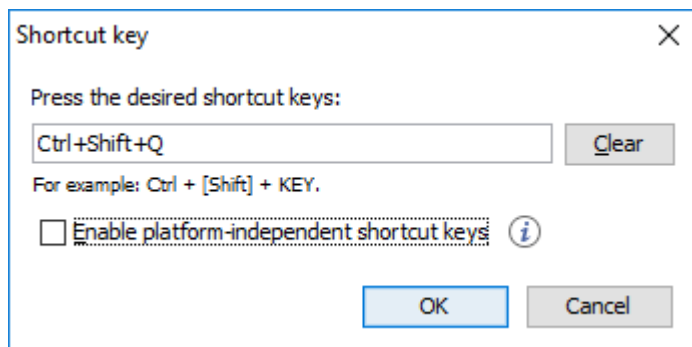 Shortcut key
Press the desired shortcut keys:
Ctrl+Shift+Q
Clear
For example: Ctrl + [Shift] + KEY.
Enable platform-independent shortcut keys
i
OK
Cancel